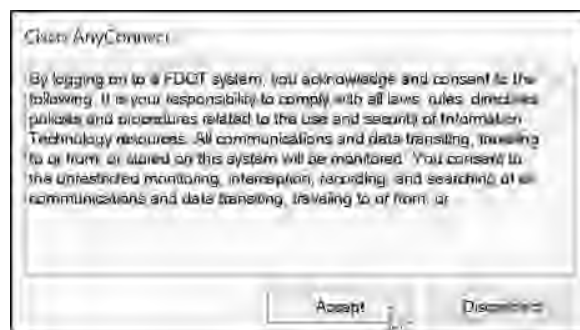 Cisco AnyConnect
By logging on to a FDOT system, you acknowledge and consent to the
following. It is your responsibility to comply with all laws, rules, directives
policies and procedures related to the use and security of Information
Technology resources. All communications and data transiting, traveling
to or from, or stored on this system will be monitored. You consent to
the unrestricted monitoring, interception, recording, and searching of all
communications and data transiting, traveling to or from, or
Accept
Disconnect